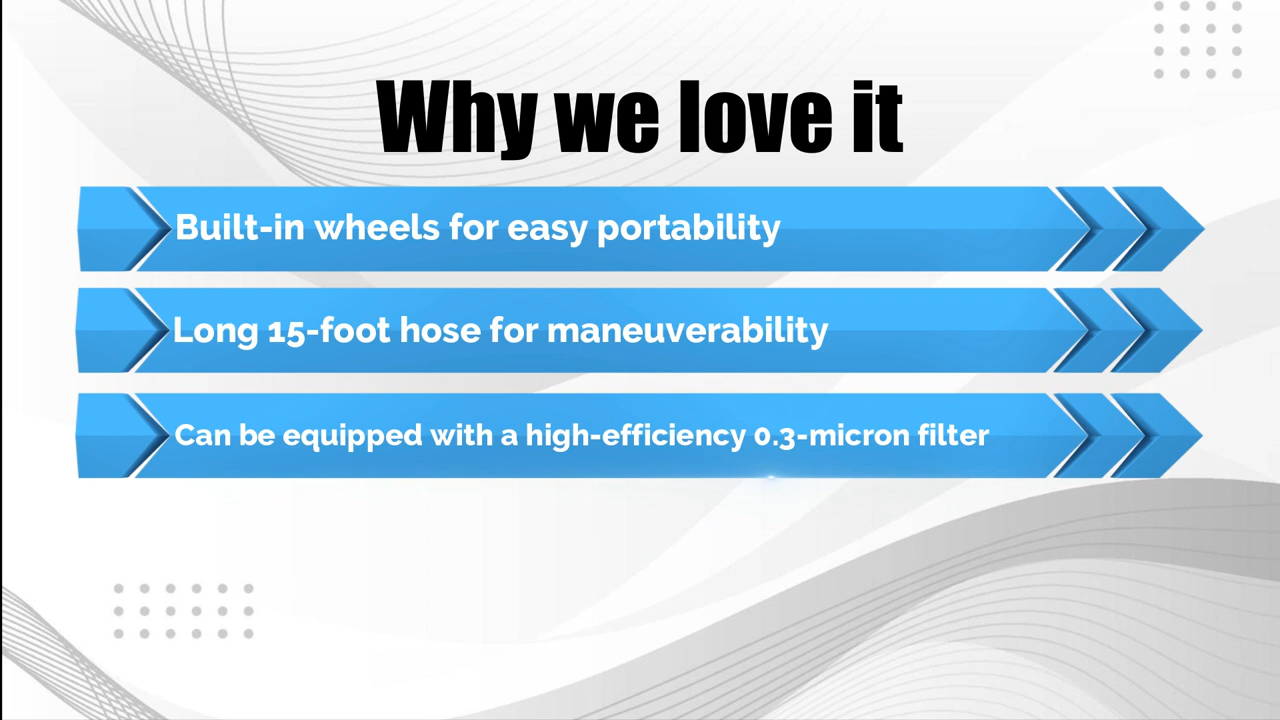 Why we love it
Built-in wheels for easy portability
Long 15-foot hose for maneuverability
Can be equipped with a high-efficiency 0.3-micron filter